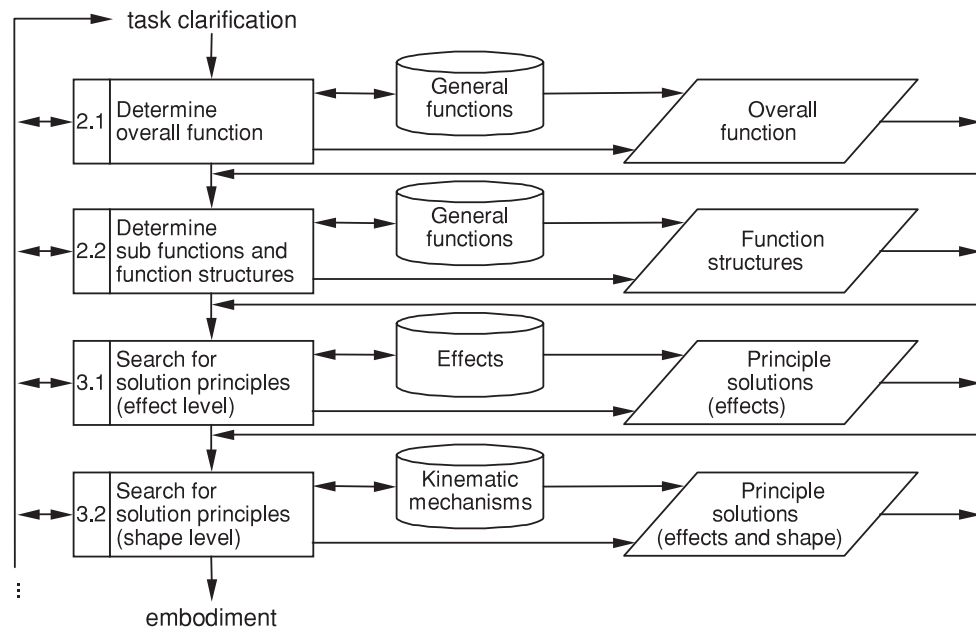 task clarification
2.1
Determine
overall function
General
functions
Overall
function
2.2
Determine
sub functions and
function structures
General
functions
Function
structures
3.1
Search for
solution principles
(effect level)
Effects
Principle
solutions
(effects)
3.2
Search for
solution principles
(shape level)
Kinematic
mechanisms
Principle
solutions
(effects and shape)
...
embodiment